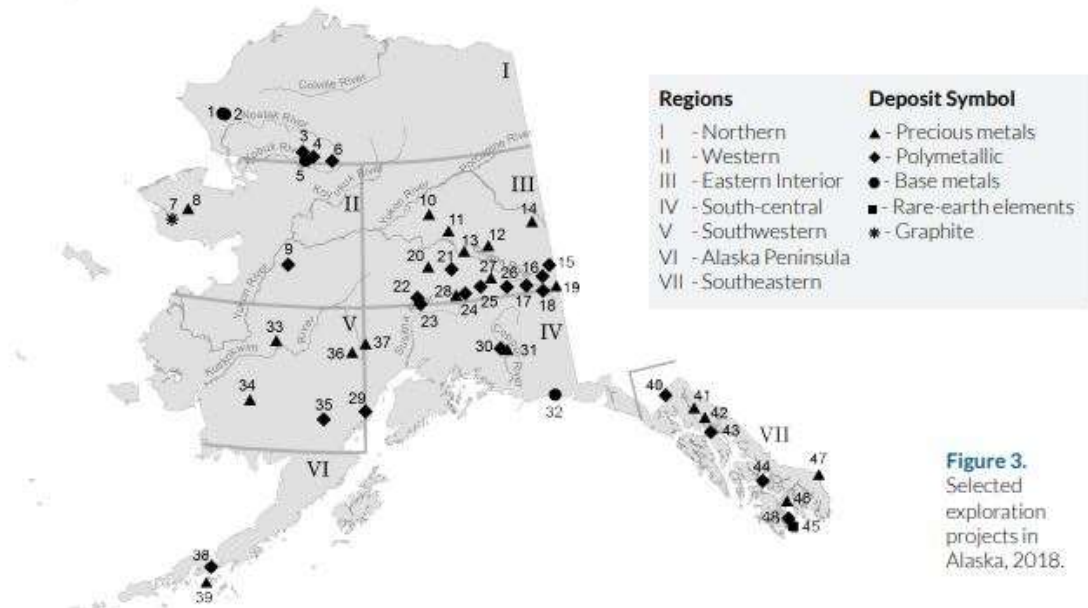 I
Colville River
1 2
Noatak River
3 4
6
Kobuk River
5
Porcupine River
Koyukuk River
III
II
Yukon River
7 8
10
14
11
12
13
9
20 21
27 26 16 15
Yukon River
22
28 24 25 17 18 19
23
V
IV
33
River
37
Susitna
Kuskokwim
36
30 31
Copper River
34
35
29
32
VI
40
41
42
43
VII
44
47
46
48 45
38
39
Regions
I - Northern
II - Western
III - Eastern Interior
IV - South-central
V - Southwestern
VI - Alaska Peninsula
VII - Southeastern
Deposit Symbol
- Precious metals
- Polymetallic
- Base metals
- Rare-earth elements
- Graphite
Figure 3.
Selected
exploration
projects in
Alaska, 2018.